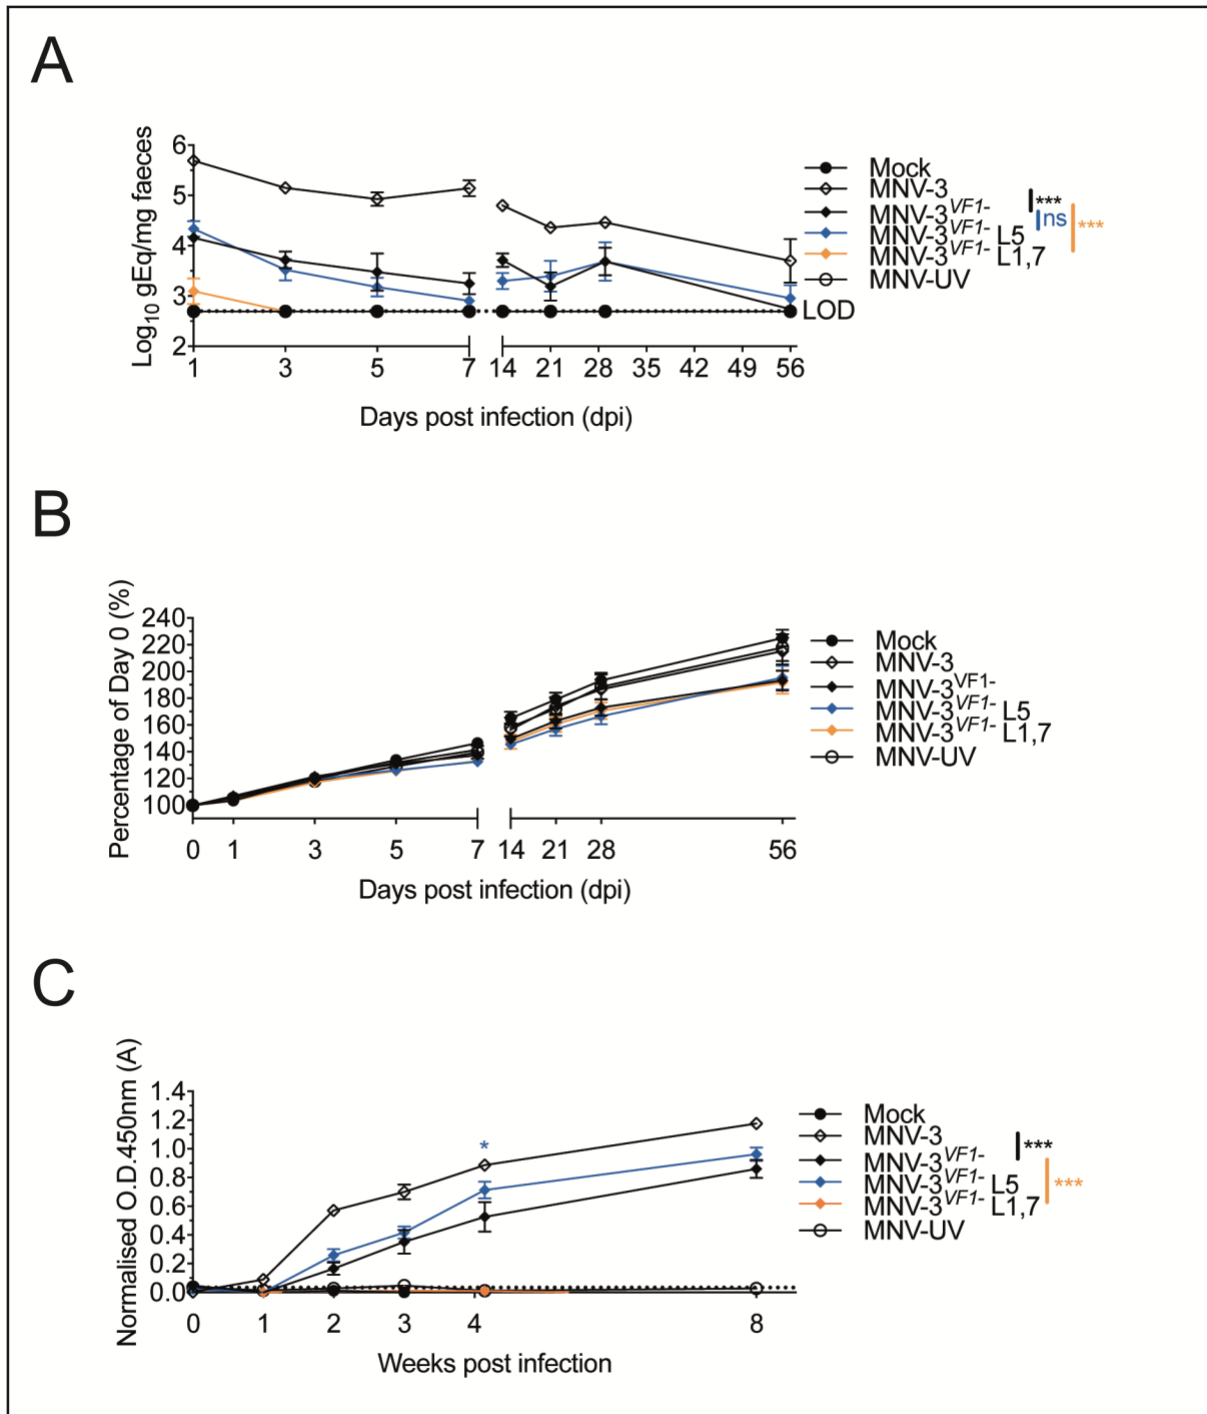 A
Log10 gEq/mg faeces
6
5
4
3
2
1 3 5 7 14 21 28 35 42 49 56
Days post infection (dpi)
Mock
MNV-3
MNV-3VF1-
MNV-3VF1- L5
MNV-3VF1- L1,7
MNV-UV
LOD
***
ns
***
B
Percentage of Day 0 (%)
240
220
200
180
160
140
120
100
0 1 3 5 7 14 21 28 56
Days post infection (dpi)
Mock
MNV-3
MNV-3VF1-
MNV-3VF1- L5
MNV-3VF1- L1,7
MNV-UV
C
Normalised O.D.450nm (A)
1.4
1.2
1.0
0.8
0.6
0.4
0.2
0.0
*
0 1 2 3 4 8
Weeks post infection
Mock
MNV-3
MNV-3VF1-
MNV-3VF1- L5
MNV-3VF1- L1,7
MNV-UV
***
***